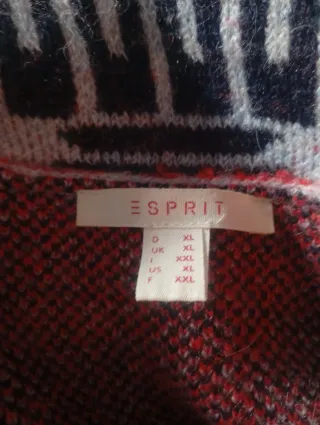 ESPRIT
D XL
UK XL
I XXL
US XL
F XXL